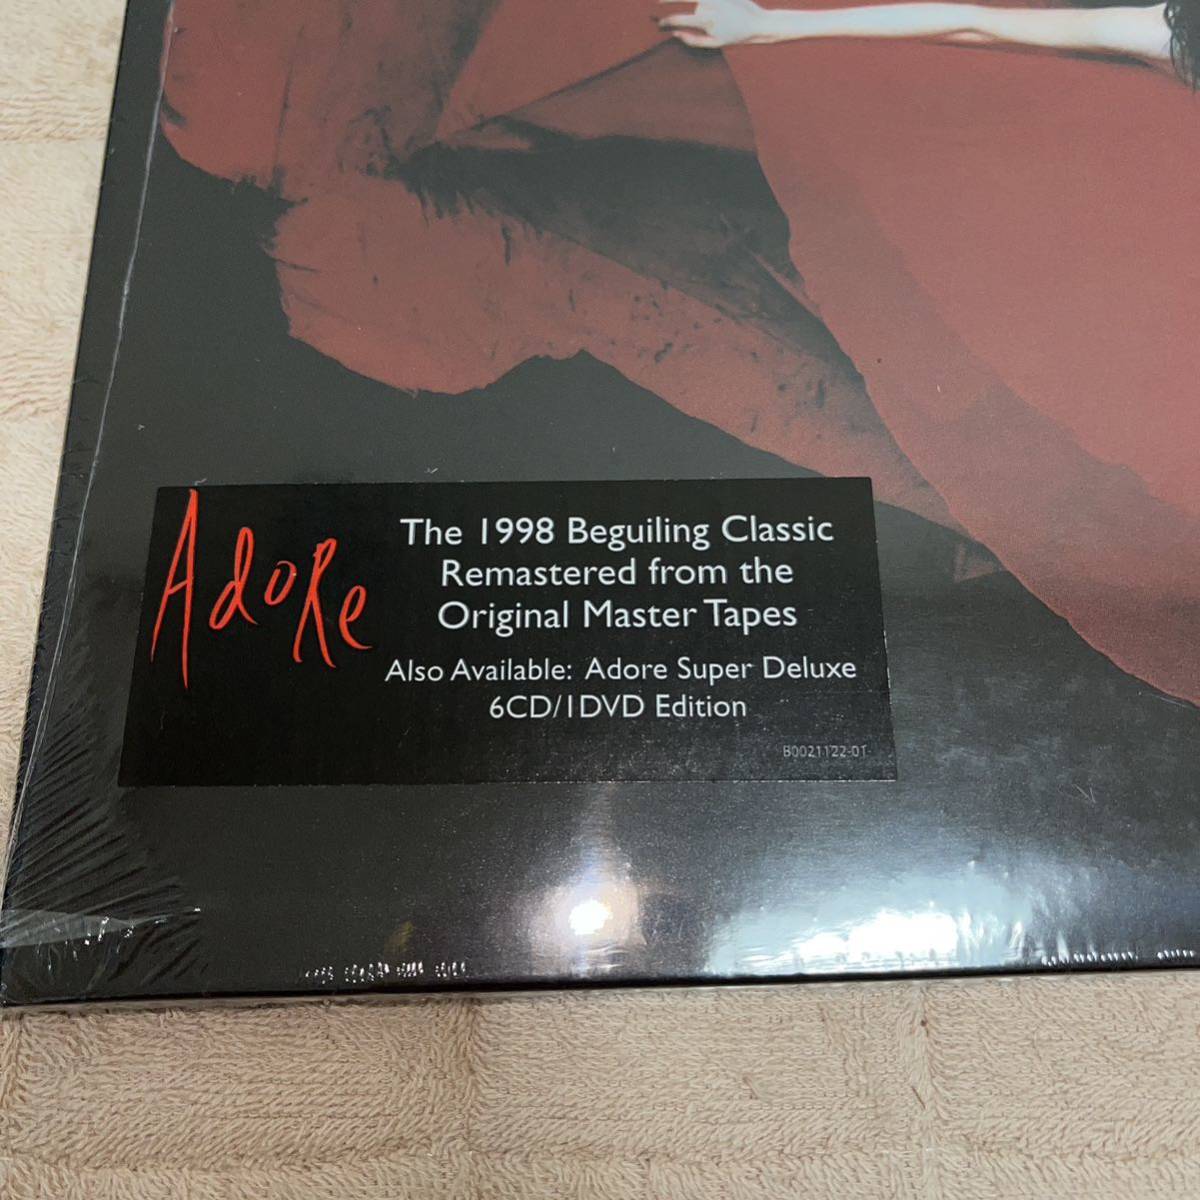 Adore
The 1998 Beguiling Classic
Remastered from the
Original Master Tapes
Also Available: Adore Super Deluxe
6CD/1DVD Edition
B0021122-01